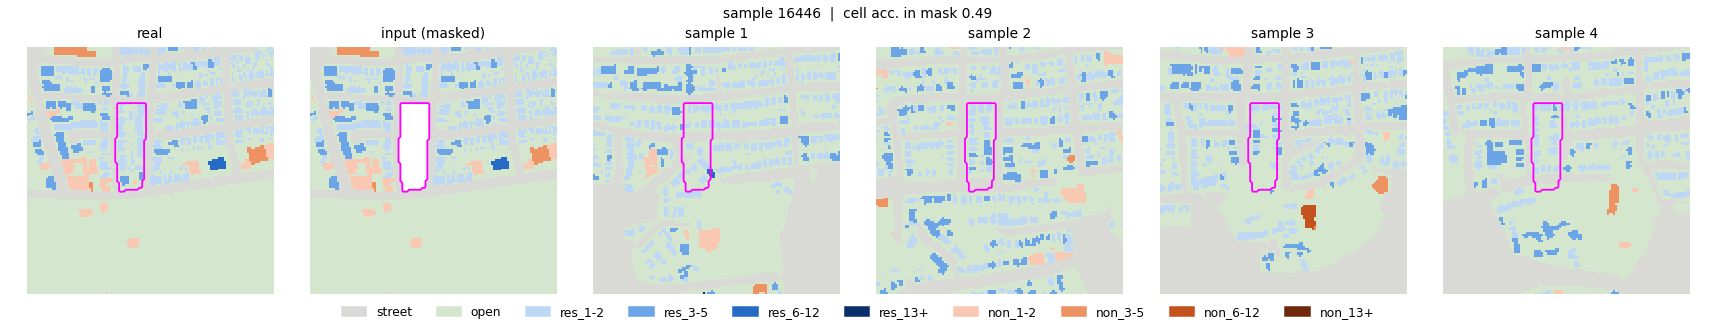 sample 16446 | cell acc. in mask 0.49
real
input (masked)
sample 1
sample 2
sample 3
sample 4
street
open
res_1-2
res_3-5
res_6-12
res_13+
non_1-2
non_3-5
non_6-12
non_13+